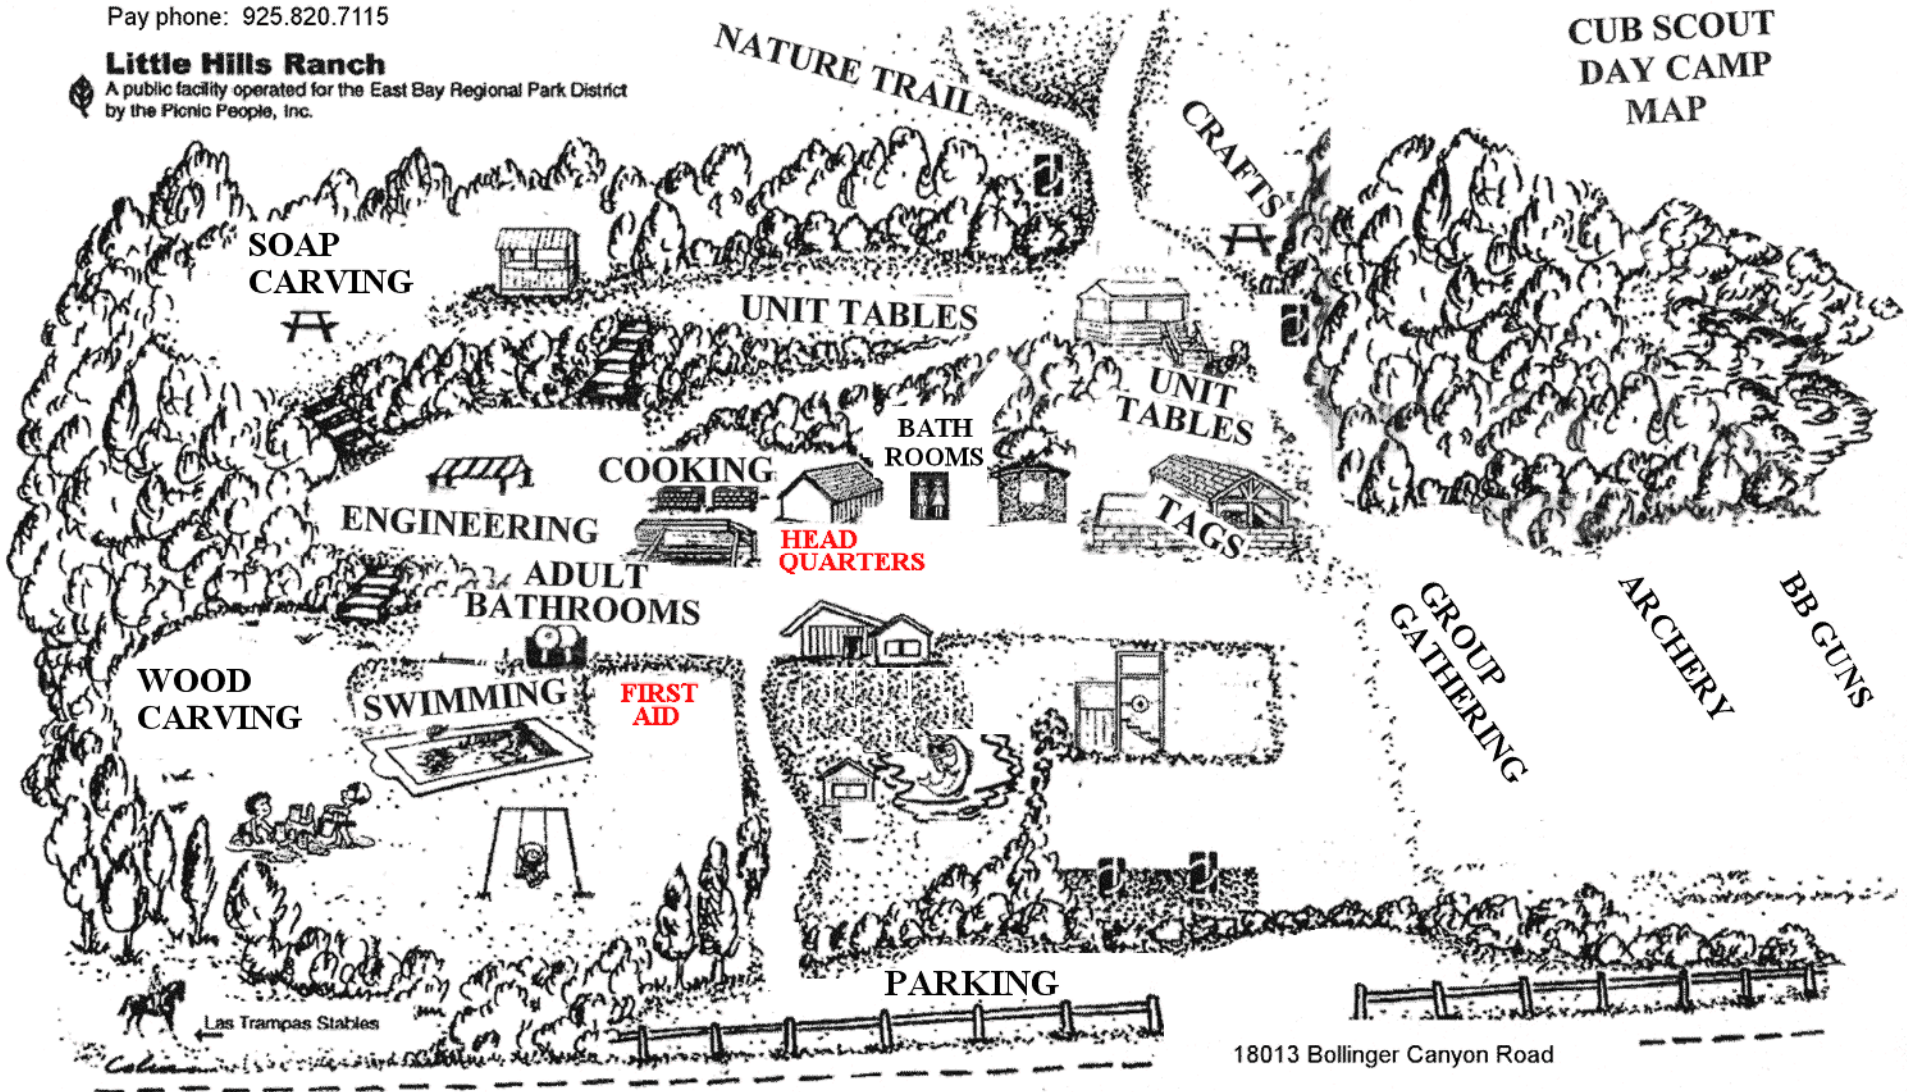 Pay phone: 925.820.7115
Little Hills Ranch
A public facility operated for the East Bay Regional Park District
by the Picnic People, Inc.
CUB SCOUT
DAY CAMP
MAP
NATURE TRAIL
CRAFTS
SOAP
CARVING
UNIT TABLES
UNIT
TABLES
BATH
ROOMS
COOKING
ENGINEERING
TAGS
HEAD
QUARTERS
ADULT
BATHROOMS
GROUP
GATHERING
ARCHERY
BB GUNS
WOOD
CARVING
SWIMMING
FIRST
AID
PARKING
Las Trampas Stables
18013 Bollinger Canyon Road